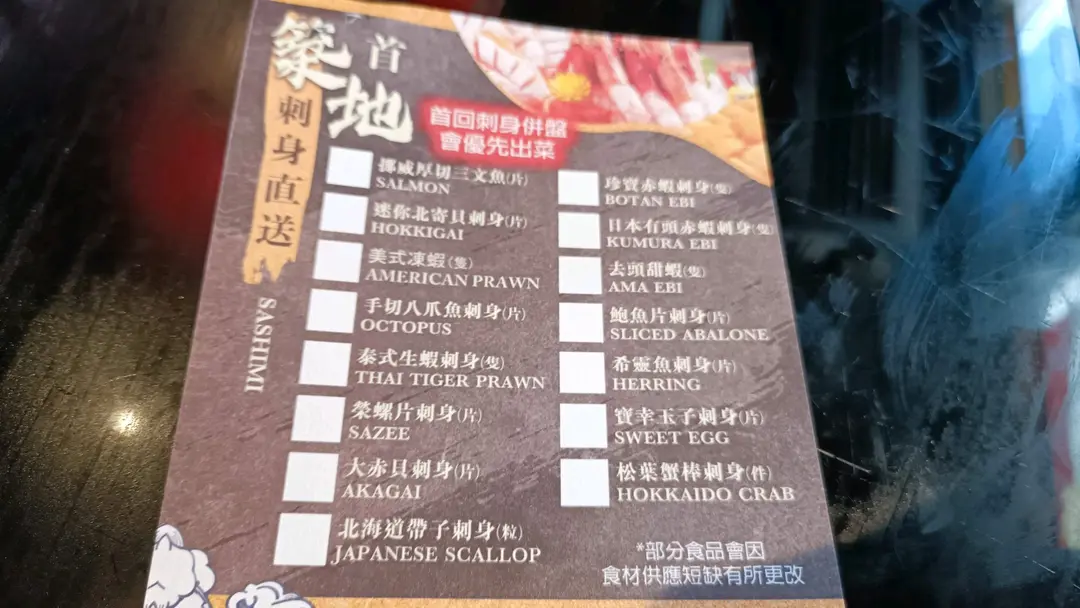 築地
首
刺身直送
SASHIMI
首回刺身併盤
會優先出菜
挪威厚切三文魚(片)
SALMON
迷你北寄貝刺身(片)
HOKKIGAI
美式凍蝦(隻)
AMERICAN PRAWN
手切八爪魚刺身(片)
OCTOPUS
泰式生蝦刺身(隻)
THAI TIGER PRAWN
榮螺片刺身(片)
SAZEE
大赤貝刺身(片)
AKAGAI
北海道帶子刺身(粒)
JAPANESE SCALLOP
珍寶赤蝦刺身(隻)
BOTAN EBI
日本有頭赤蝦刺身(隻)
KUMURA EBI
去頭甜蝦(隻)
AMA EBI
鮑魚片刺身(片)
SLICED ABALONE
希靈魚刺身(片)
HERRING
寶幸玉子刺身(片)
SWEET EGG
松葉蟹棒刺身(件)
HOKKAIDO CRAB
*部分食品會因
食材供應短缺有所更改